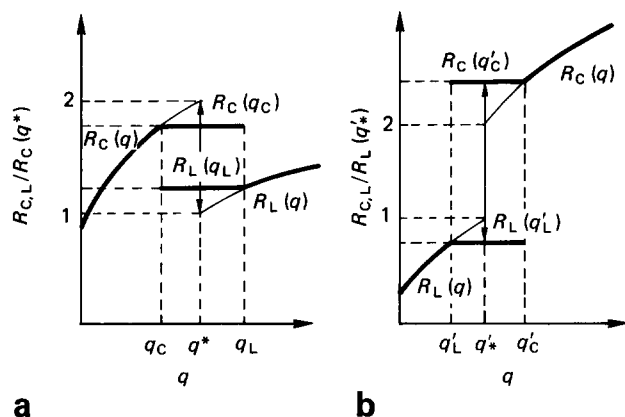 R_C,L/R_C (q*)
2
1
R_C (q)
R_C (q_C)
R_L (q_L)
R_L (q)
q_C q* q_L
q
a
R_C,L/R_L (q'_*)
2
1
R_C (q'_C)
R_C (q)
R_L (q'_L)
R_L (q)
q'_L q'_* q'_C
q
b